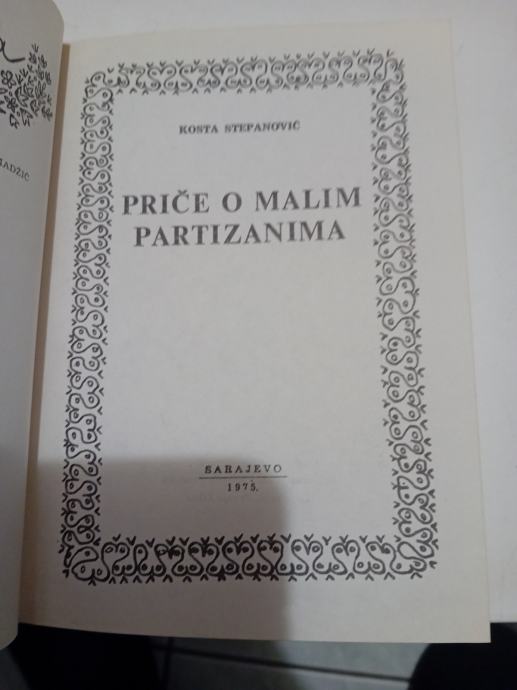 KOSTA STEPANOVIĆ
PRIČE O MALIM
PARTIZANIMA
SARAJEVO
1975.